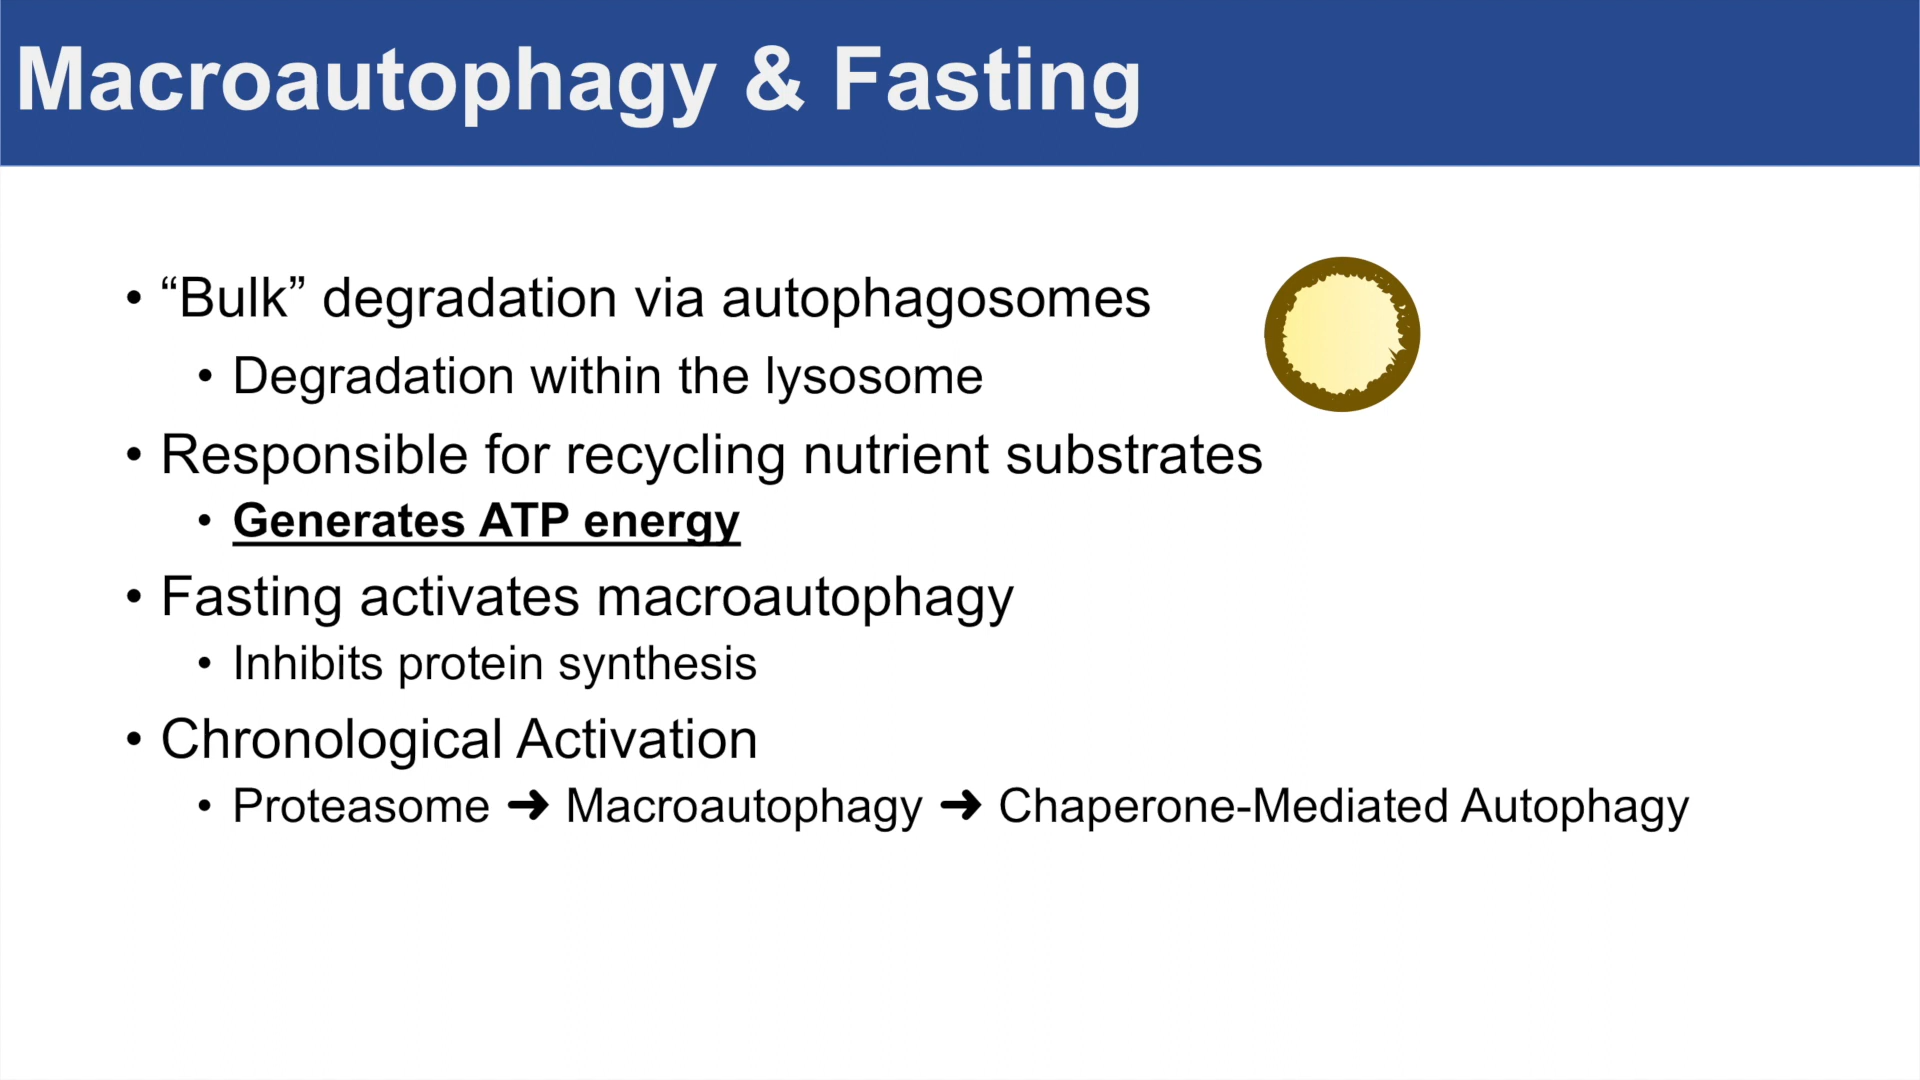 Macroautophagy & Fasting
• “Bulk” degradation via autophagosomes
• Degradation within the lysosome
• Responsible for recycling nutrient substrates
• Generates ATP energy
• Fasting activates macroautophagy
• Inhibits protein synthesis
• Chronological Activation
• Proteasome ➜ Macroautophagy ➜ Chaperone-Mediated Autophagy